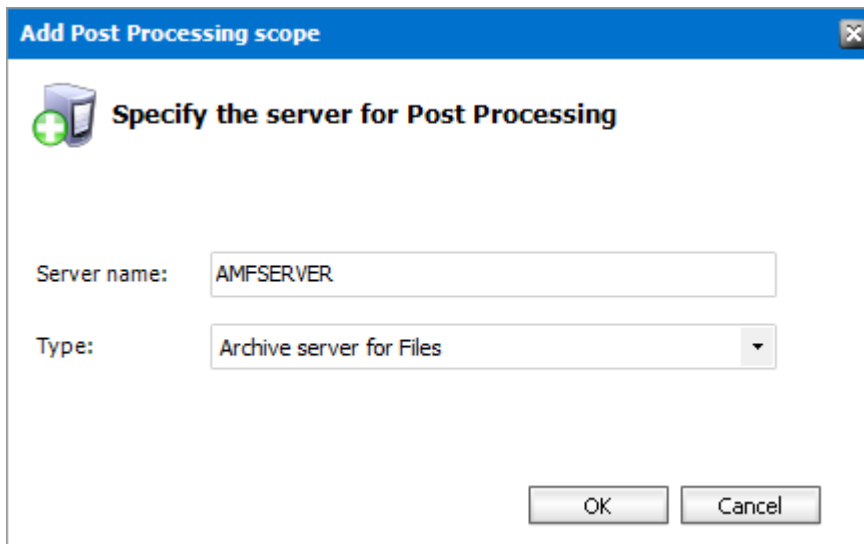 Add Post Processing scope
Specify the server for Post Processing
Server name: AMFSERVER
Type: Archive server for Files
OK Cancel